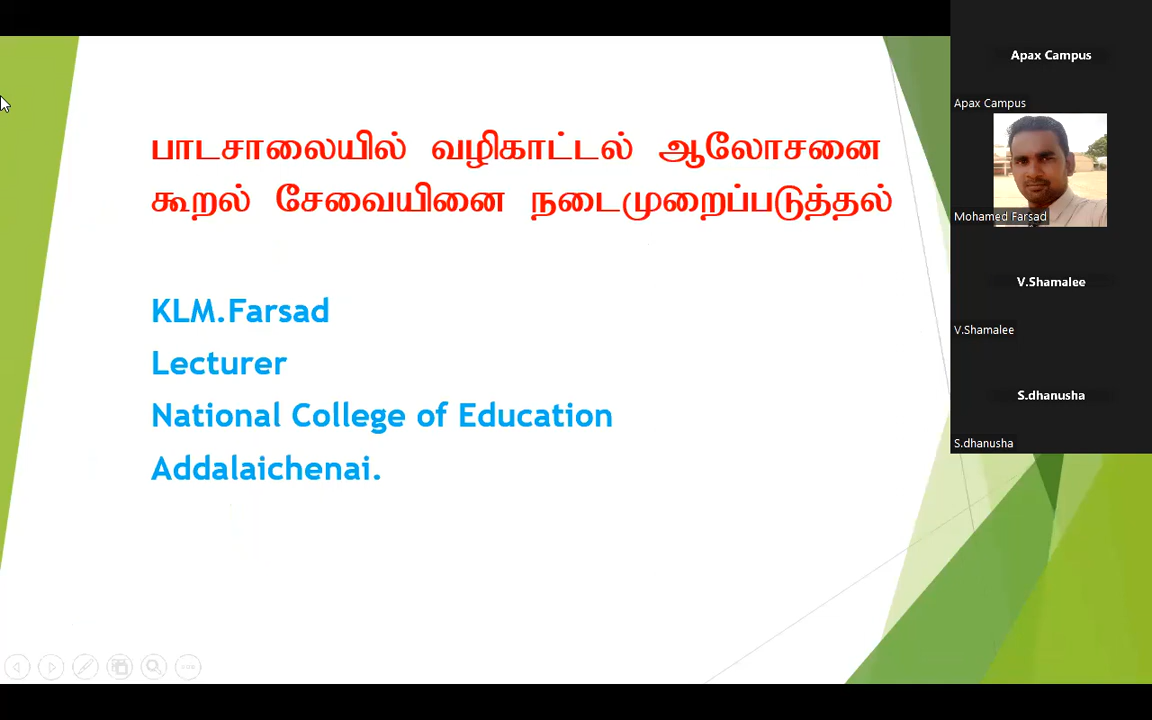 பாடசாலையில் வழிகாட்டல் ஆலோசனை
கூறல் சேவையினை நடைமுறைப்படுத்தல்
KLM.Farsad
Lecturer
National College of Education
Addalaichenai.
Apax Campus
Apax Campus
Mohamed Farsad
V.Shamalee
V.Shamalee
S.dhanusha
S.dhanusha